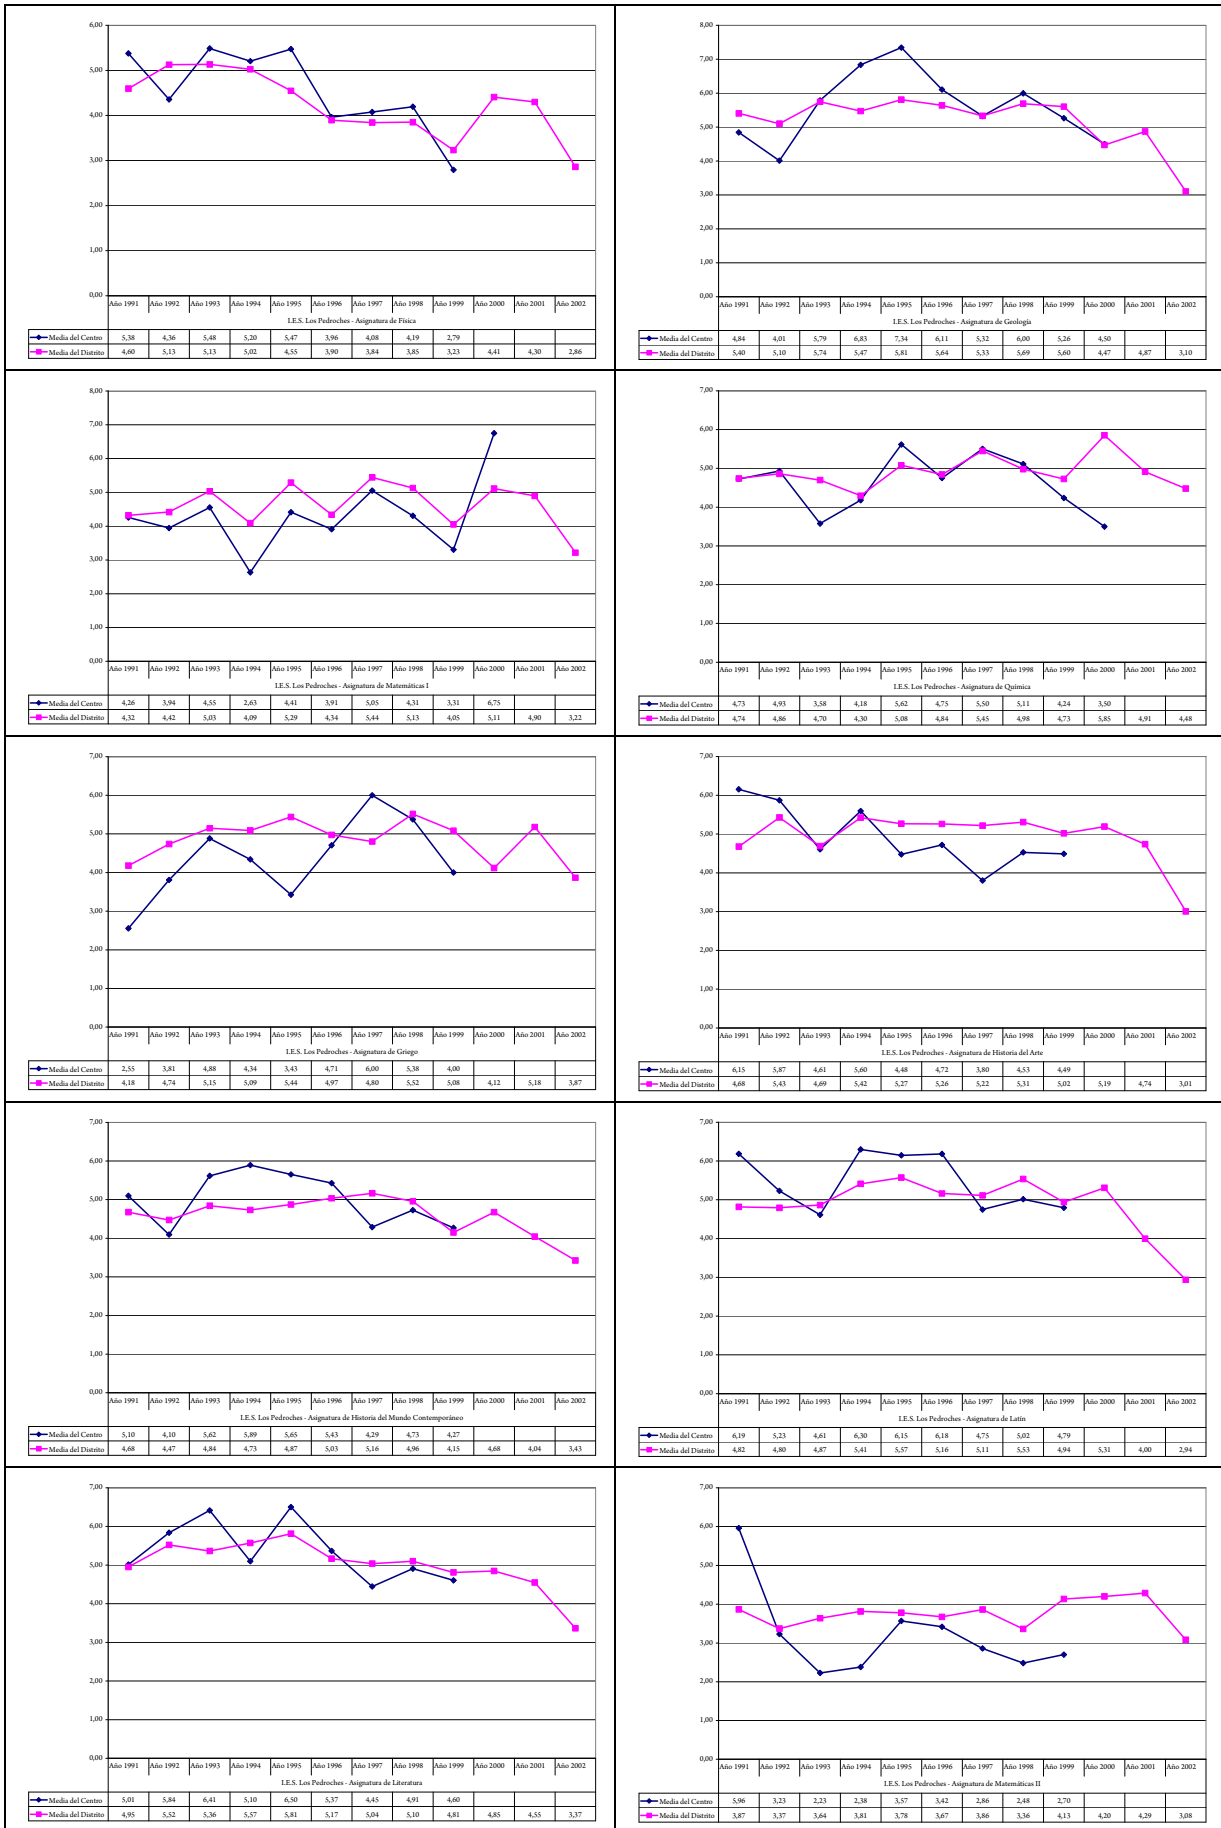 6,00
5,00
4,00
3,00
2,00
1,00
0,00
Año 1991 Año 1992 Año 1993 Año 1994 Año 1995 Año 1996 Año 1997 Año 1998 Año 1999 Año 2000 Año 2001 Año 2002
I.E.S. Los Pedroches - Asignatura de Física
Media del Centro 5,38 4,36 5,48 5,20 5,47 3,96 4,08 4,19 2,79
Media del Distrito 4,60 5,13 5,13 5,02 4,55 3,90 3,84 3,85 3,23 4,41 4,30 2,86
8,00
7,00
6,00
5,00
4,00
3,00
2,00
1,00
0,00
Año 1991 Año 1992 Año 1993 Año 1994 Año 1995 Año 1996 Año 1997 Año 1998 Año 1999 Año 2000 Año 2001 Año 2002
I.E.S. Los Pedroches - Asignatura de Geología
Media del Centro 4,84 4,01 5,79 6,83 7,34 6,11 5,32 6,00 5,26 4,50
Media del Distrito 5,40 5,10 5,74 5,47 5,81 5,64 5,33 5,69 5,60 4,47 4,87 3,10
8,00
7,00
6,00
5,00
4,00
3,00
2,00
1,00
0,00
Año 1991 Año 1992 Año 1993 Año 1994 Año 1995 Año 1996 Año 1997 Año 1998 Año 1999 Año 2000 Año 2001 Año 2002
I.E.S. Los Pedroches - Asignatura de Matemáticas I
Media del Centro 4,26 3,94 4,55 2,63 4,41 3,91 5,05 4,31 3,31 6,75
Media del Distrito 4,32 4,42 5,03 4,09 5,29 4,34 5,44 5,13 4,05 5,11 4,90 3,22
7,00
6,00
5,00
4,00
3,00
2,00
1,00
0,00
Año 1991 Año 1992 Año 1993 Año 1994 Año 1995 Año 1996 Año 1997 Año 1998 Año 1999 Año 2000 Año 2001 Año 2002
I.E.S. Los Pedroches - Asignatura de Química
Media del Centro 4,73 4,93 3,58 4,18 5,62 4,75 5,50 5,11 4,24 3,50
Media del Distrito 4,74 4,86 4,70 4,30 5,08 4,84 5,45 4,98 4,73 5,85 4,91 4,48
7,00
6,00
5,00
4,00
3,00
2,00
1,00
0,00
Año 1991 Año 1992 Año 1993 Año 1994 Año 1995 Año 1996 Año 1997 Año 1998 Año 1999 Año 2000 Año 2001 Año 2002
I.E.S. Los Pedroches - Asignatura de Griego
Media del Centro 2,55 3,81 4,88 4,34 3,43 4,71 6,00 5,38 4,00
Media del Distrito 4,18 4,74 5,15 5,09 5,44 4,97 4,80 5,52 5,08 4,12 5,18 3,87
7,00
6,00
5,00
4,00
3,00
2,00
1,00
0,00
Año 1991 Año 1992 Año 1993 Año 1994 Año 1995 Año 1996 Año 1997 Año 1998 Año 1999 Año 2000 Año 2001 Año 2002
I.E.S. Los Pedroches - Asignatura de Historia del Arte
Media del Centro 6,15 5,87 4,61 5,60 4,48 4,72 3,80 4,53 4,49
Media del Distrito 4,68 5,43 4,69 5,42 5,27 5,26 5,22 5,31 5,02 5,19 4,74 3,01
7,00
6,00
5,00
4,00
3,00
2,00
1,00
0,00
Año 1991 Año 1992 Año 1993 Año 1994 Año 1995 Año 1996 Año 1997 Año 1998 Año 1999 Año 2000 Año 2001 Año 2002
I.E.S. Los Pedroches - Asignatura de Historia del Mundo Contemporáneo
Media del Centro 5,10 4,10 5,62 5,89 5,65 5,43 4,29 4,73 4,27
Media del Distrito 4,68 4,47 4,84 4,73 4,87 5,03 5,16 4,96 4,15 4,68 4,04 3,43
7,00
6,00
5,00
4,00
3,00
2,00
1,00
0,00
Año 1991 Año 1992 Año 1993 Año 1994 Año 1995 Año 1996 Año 1997 Año 1998 Año 1999 Año 2000 Año 2001 Año 2002
I.E.S. Los Pedroches - Asignatura de Latín
Media del Centro 6,19 5,23 4,61 6,30 6,15 6,18 4,75 5,02 4,79
Media del Distrito 4,82 4,80 4,87 5,41 5,57 5,16 5,11 5,53 4,94 5,31 4,00 2,94
7,00
6,00
5,00
4,00
3,00
2,00
1,00
0,00
Año 1991 Año 1992 Año 1993 Año 1994 Año 1995 Año 1996 Año 1997 Año 1998 Año 1999 Año 2000 Año 2001 Año 2002
I.E.S. Los Pedroches - Asignatura de Literatura
Media del Centro 5,01 5,84 6,41 5,10 6,50 5,37 4,45 4,91 4,60
Media del Distrito 4,95 5,52 5,36 5,57 5,81 5,17 5,04 5,10 4,81 4,85 4,55 3,37
7,00
6,00
5,00
4,00
3,00
2,00
1,00
0,00
Año 1991 Año 1992 Año 1993 Año 1994 Año 1995 Año 1996 Año 1997 Año 1998 Año 1999 Año 2000 Año 2001 Año 2002
I.E.S. Los Pedroches - Asignatura de Matemáticas II
Media del Centro 5,96 3,23 2,23 2,38 3,57 3,42 2,86 2,48 2,70
Media del Distrito 3,87 3,37 3,64 3,81 3,78 3,67 3,86 3,36 4,13 4,20 4,29 3,08